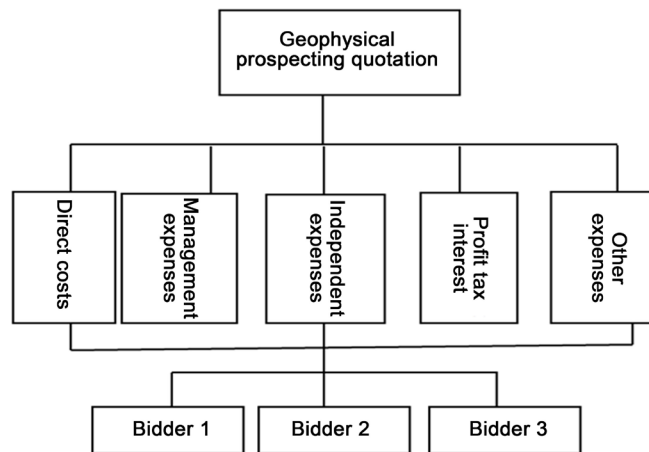 Geophysical
prospecting quotation
Direct costs
Management
expenses
Independent
expenses
Profit tax
interest
Other
expenses
Bidder 1
Bidder 2
Bidder 3